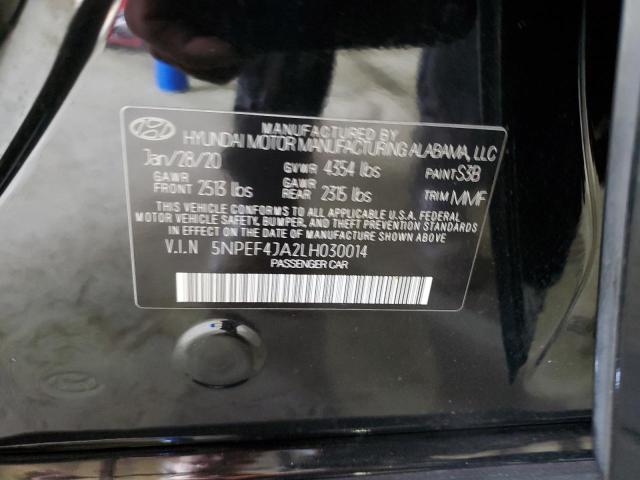 MANUFACTURED BY
HYUNDAI MOTOR MANUFACTURING ALABAMA, LLC
Jan/28/20 GVWR 4354 lbs PAINT S3B
GAWR FRONT 2513 lbs GAWR REAR 2315 lbs TRIM MMF
THIS VEHICLE CONFORMS TO ALL APPLICABLE U.S.A. FEDERAL
MOTOR VEHICLE SAFETY, BUMPER, AND THEFT PREVENTION STANDARDS
IN EFFECT ON THE DATE OF MANUFACTURE SHOWN ABOVE.
V.I.N 5NPEF4JA2LH030014
PASSENGER CAR